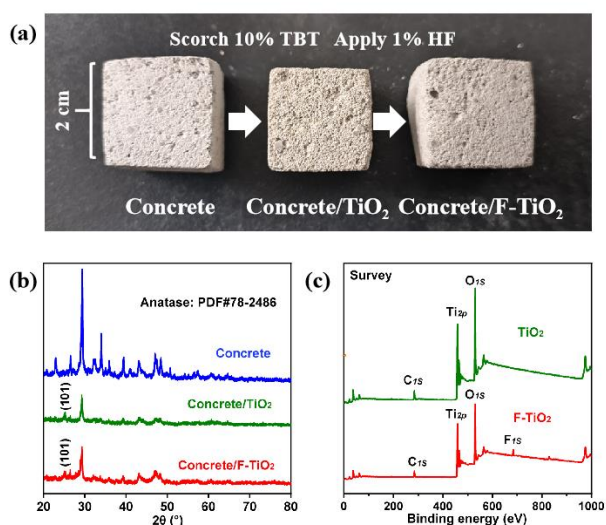 (a)
Scorch 10% TBT Apply 1% HF
2 cm
Concrete
Concrete/TiO₂
Concrete/F-TiO₂
(b)
Anatase: PDF#78-2486
Concrete
(101)
Concrete/TiO₂
(101)
Concrete/F-TiO₂
20 30 40 50 60 70 80
2θ (°)
(c)
Survey
O1S
Ti2p
TiO₂
C1S
O1S
Ti2p
F-TiO₂
F1S
C1S
0 200 400 600 800 1000
Binding energy (eV)